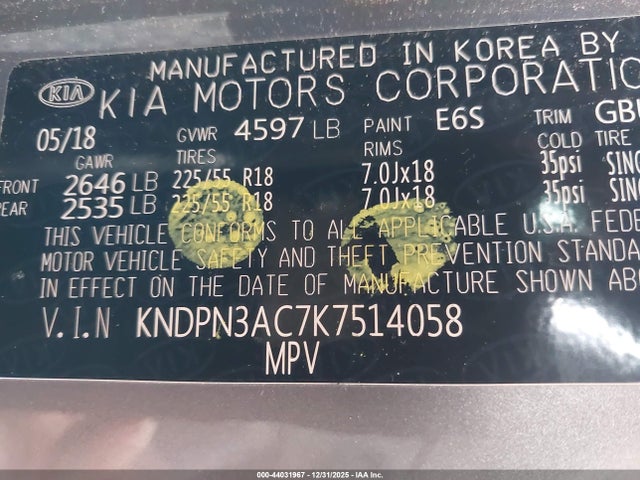 MANUFACTURED IN KOREA BY
KIA KIA MOTORS CORPORATIO
05/18 GVWR 4597 LB PAINT E6S TRIM GB
GAWR TIRES RIMS COLD TIRE
FRONT 2646 LB 225/55 R18 7.0Jx18 35psi SING
REAR 2535 LB 225/55 R18 7.0Jx18 35psi SING
THIS VEHICLE CONFORMS TO ALL APPLICABLE U.S.A. FEDE
MOTOR VEHICLE SAFETY AND THEFT PREVENTION STANDA
IN EFFECT ON THE DATE OF MANUFACTURE SHOWN AB
V.I.N KNDPN3AC7K7514058
MPV
000-44031967 - 12/31/2025 - IAA Inc.